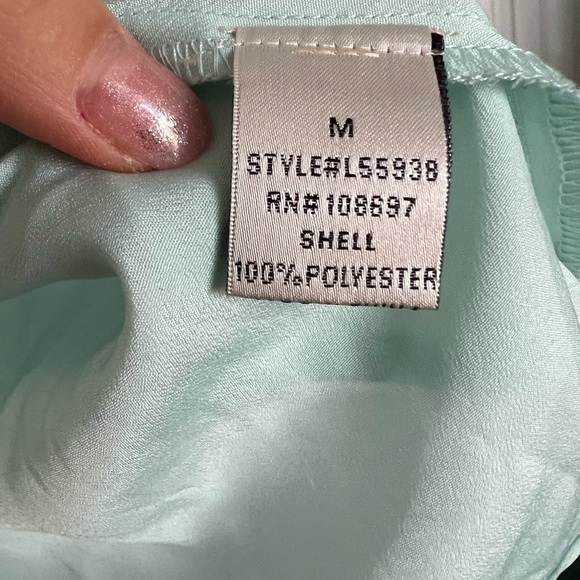 M
STYLE#L55938
RN#108697
SHELL
100%POLYESTER